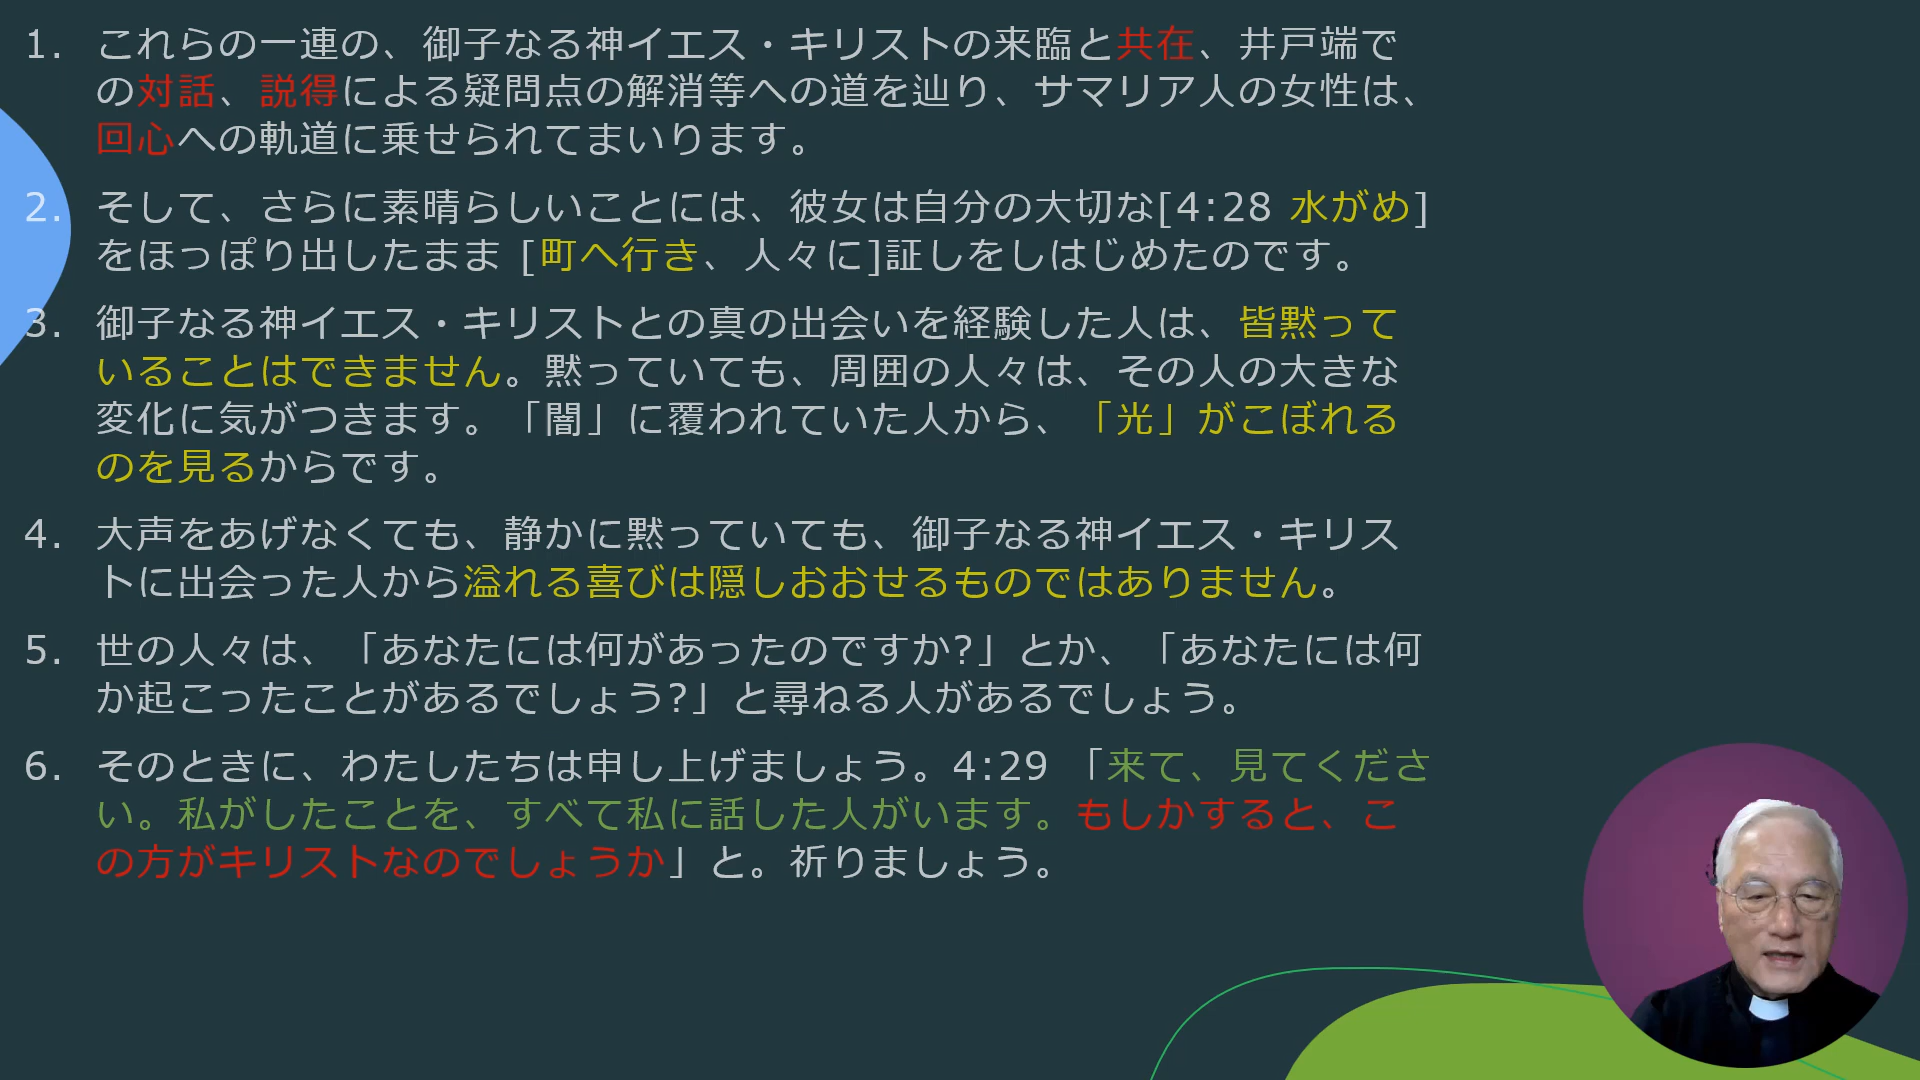 1. これらの一連の、御子なる神イエス・キリストの来臨と共在、井戸端で
の対話、説得による疑問点の解消等への道を辿り、サマリア人の女性は、
回心への軌道に乗せられてまいります。
2. そして、さらに素晴らしいことには、彼女は自分の大切な[4:28 水がめ]
をほっぽり出したまま [町へ行き、人々に]証しをしはじめたのです。
3. 御子なる神イエス・キリストとの真の出会いを経験した人は、皆黙って
いることはできません。黙っていても、周囲の人々は、その人の大きな
変化に気がつきます。「闇」に覆われていた人から、「光」がこぼれる
のを見るからです。
4. 大声をあげなくても、静かに黙っていても、御子なる神イエス・キリス
トに出会った人から溢れる喜びは隠しおおせるものではありません。
5. 世の人々は、「あなたには何があったのですか?」とか、「あなたには何
か起こったことがあるでしょう?」と尋ねる人があるでしょう。
6. そのときに、わたしたちは申し上げましょう。4:29 「来て、見てくださ
い。私がしたことを、すべて私に話した人がいます。もしかすると、こ
の方がキリストなのでしょうか」と。祈りましょう。